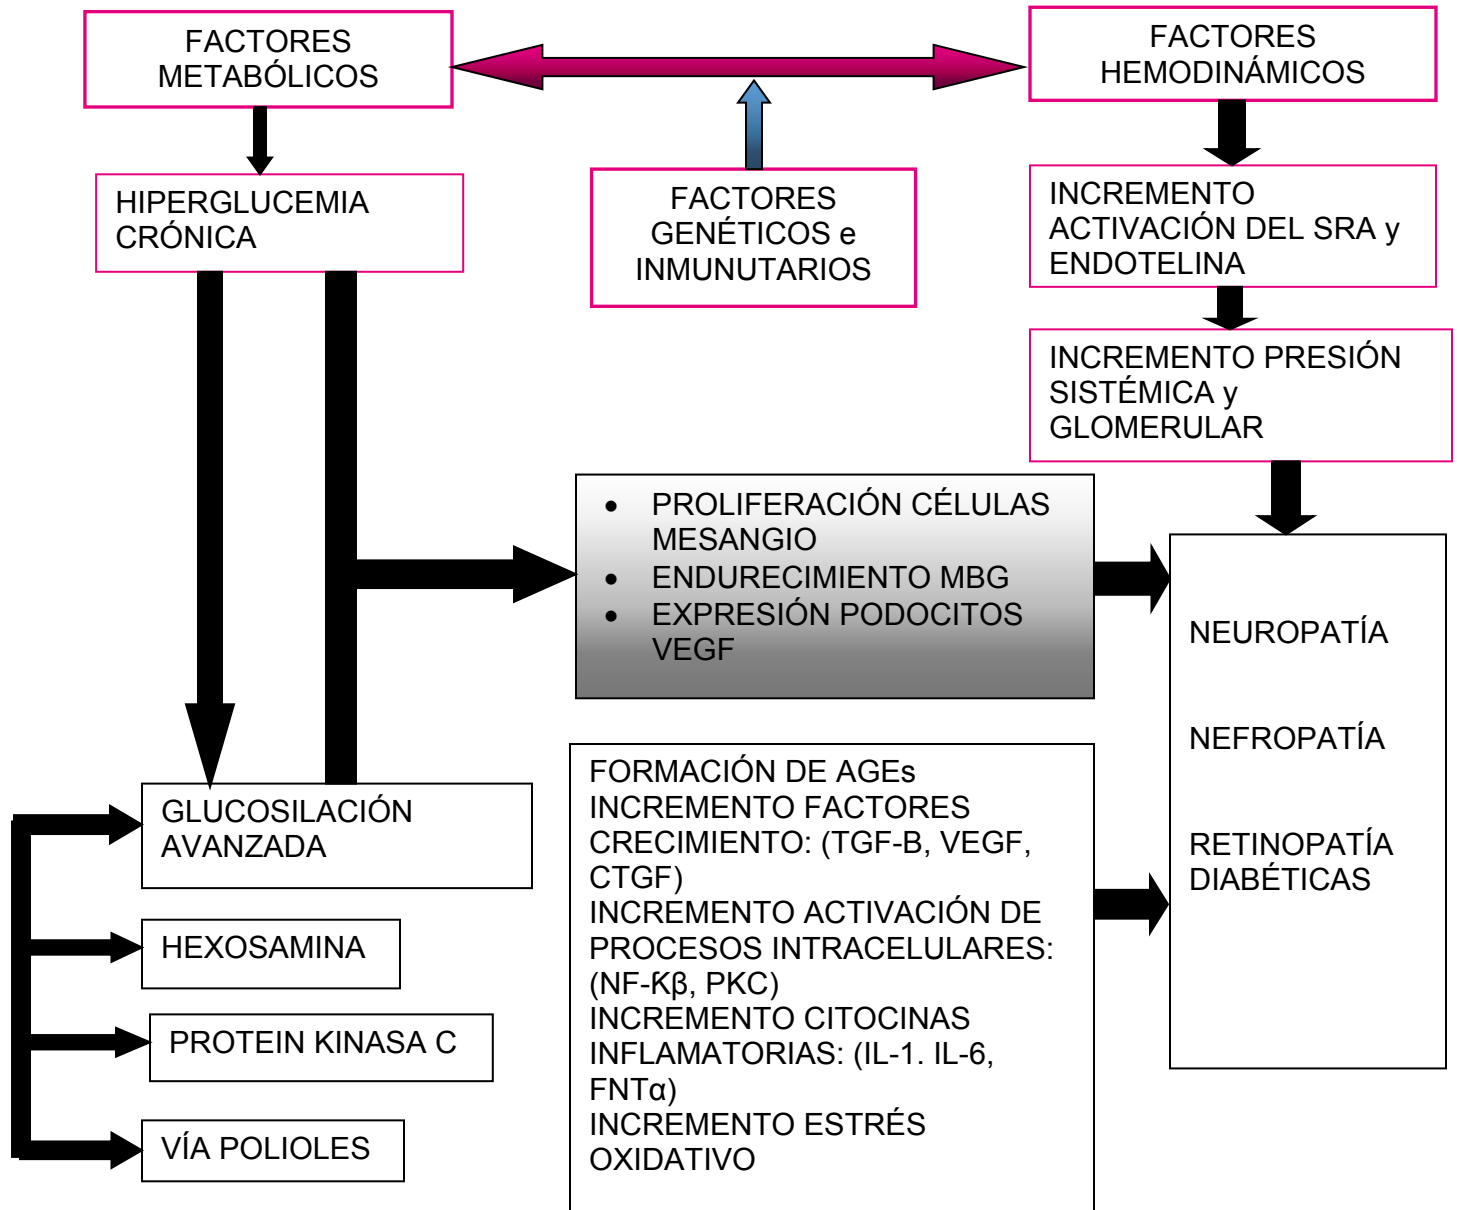 FACTORES
METABÓLICOS
FACTORES
HEMODINÁMICOS
HIPERGLUCEMIA
CRÓNICA
FACTORES
GENÉTICOS e
INMUNUTARIOS
INCREMENTO
ACTIVACIÓN DEL SRA y
ENDOTELINA
INCREMENTO PRESIÓN
SISTÉMICA y
GLOMERULAR
• PROLIFERACIÓN CÉLULAS
MESANGIO
• ENDURECIMIENTO MBG
• EXPRESIÓN PODOCITOS
VEGF
NEUROPATÍA
NEFROPATÍA
RETINOPATÍA
DIABÉTICAS
GLUCOSILACIÓN
AVANZADA
HEXOSAMINA
PROTEIN KINASA C
VÍA POLIOLES
FORMACIÓN DE AGEs
INCREMENTO FACTORES
CRECIMIENTO: (TGF-B, VEGF,
CTGF)
INCREMENTO ACTIVACIÓN DE
PROCESOS INTRACELULARES:
(NF-Ƙβ, PKC)
INCREMENTO CITOCINAS
INFLAMATORIAS: (IL-1. IL-6,
FNTα)
INCREMENTO ESTRÉS
OXIDATIVO